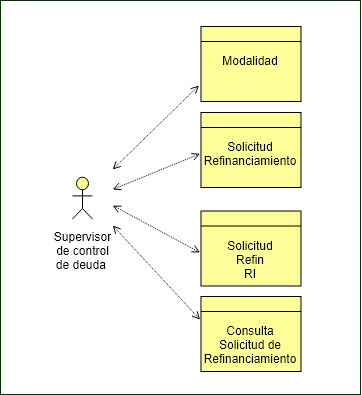 Modalidad
Solicitud
Refinanciamiento
Supervisor
de control
de deuda
Solicitud
Refin
RI
Consulta
Solicitud de
Refinanciamiento